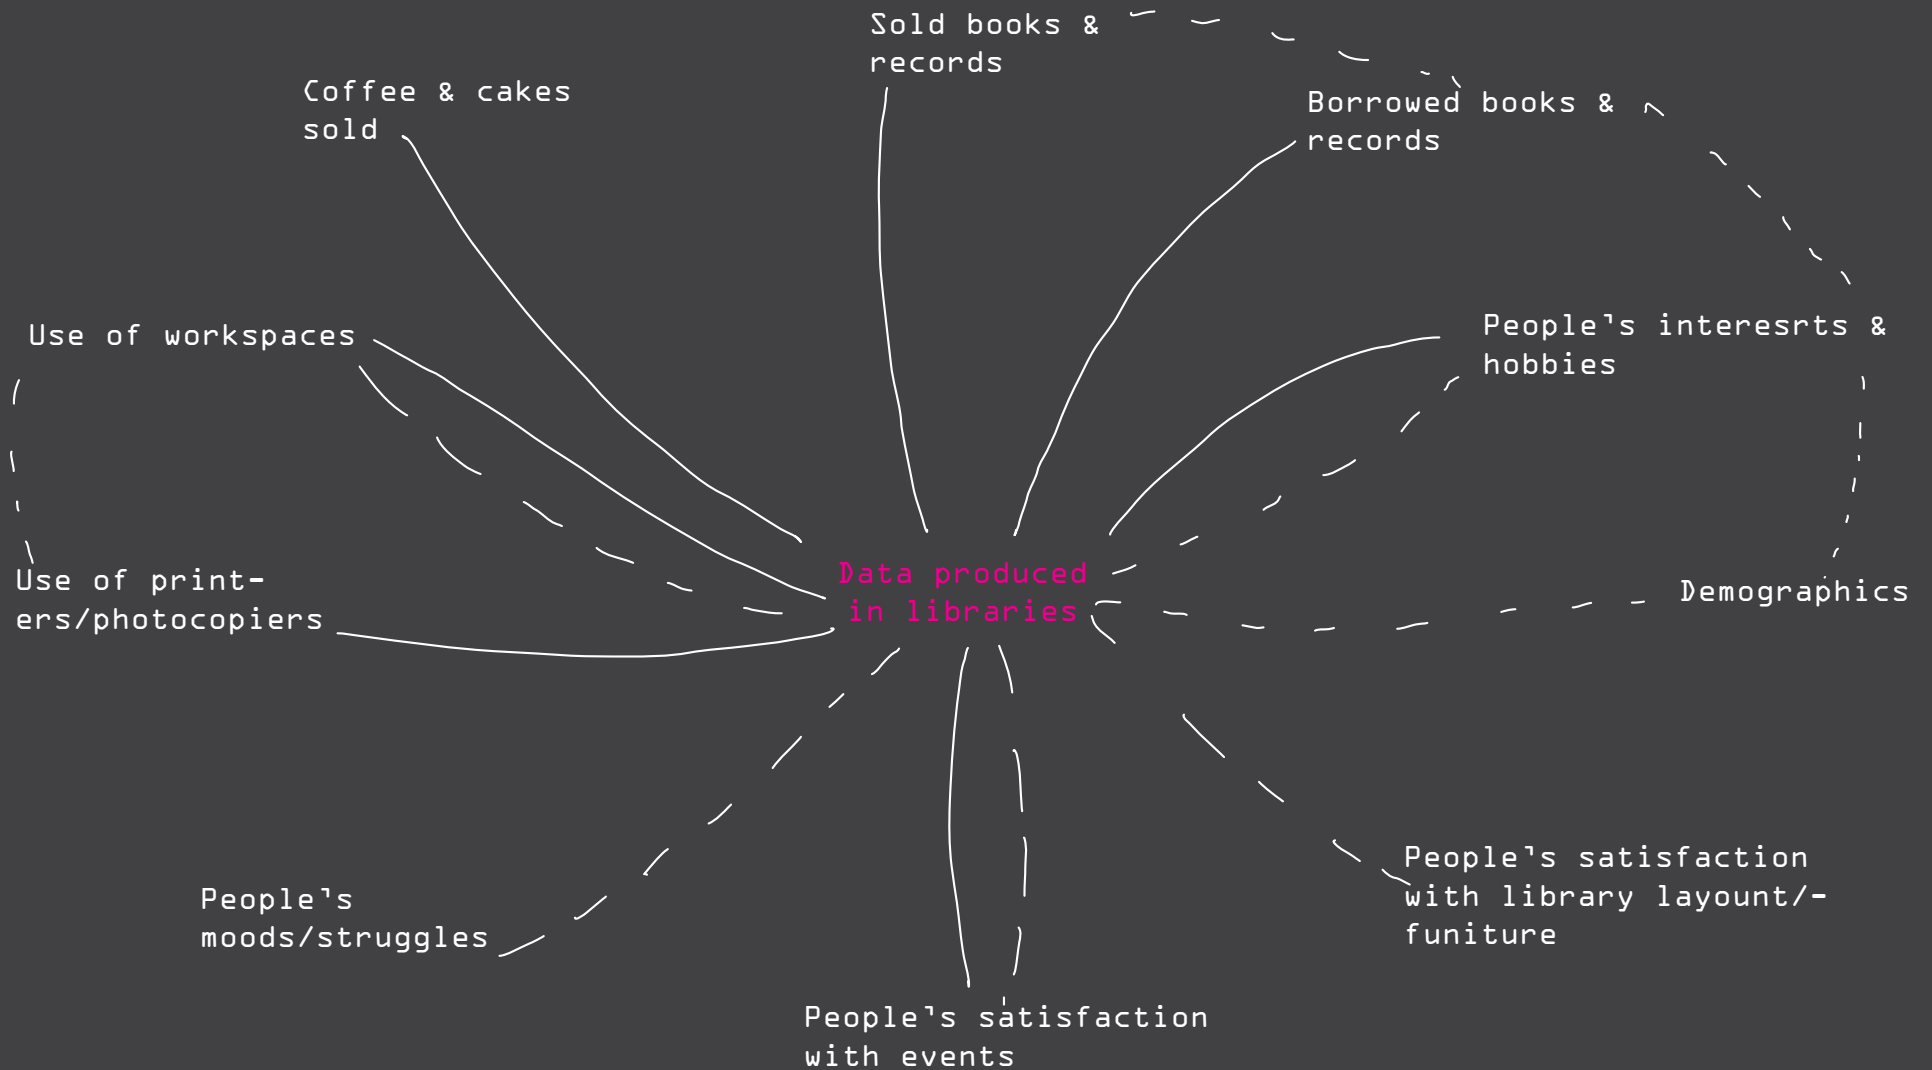 Sold books &
records
Coffee & cakes
sold
Borrowed books &
records
Use of workspaces
People's interesrts &
hobbies
Data produced
in libraries
Use of print-
ers/photocopiers
Demographics
People's satisfaction
with library layount/-
funiture
People's
moods/struggles
People's satisfaction
with events